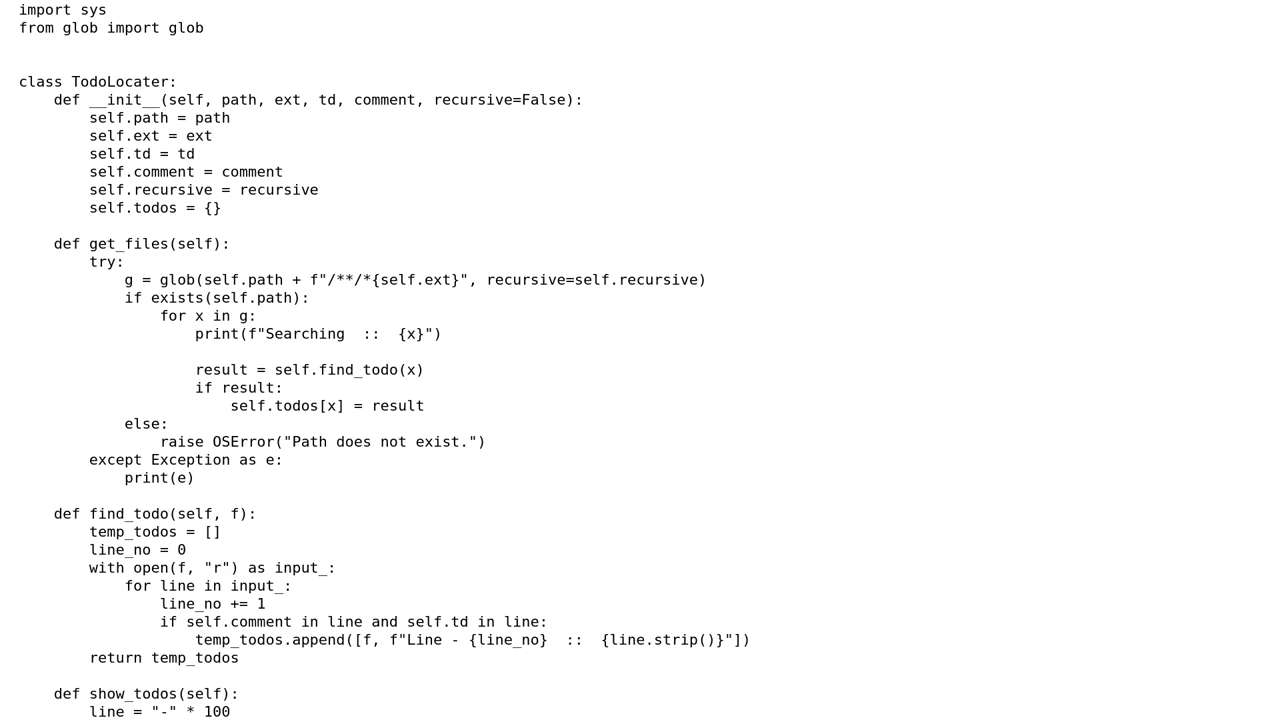 import sys
from glob import glob


class TodoLocater:
    def __init__(self, path, ext, td, comment, recursive=False):
        self.path = path
        self.ext = ext
        self.td = td
        self.comment = comment
        self.recursive = recursive
        self.todos = {}

    def get_files(self):
        try:
            g = glob(self.path + f"/**/*{self.ext}", recursive=self.recursive)
            if exists(self.path):
                for x in g:
                    print(f"Searching  ::  {x}")

                    result = self.find_todo(x)
                    if result:
                        self.todos[x] = result
            else:
                raise OSError("Path does not exist.")
        except Exception as e:
            print(e)

    def find_todo(self, f):
        temp_todos = []
        line_no = 0
        with open(f, "r") as input_:
            for line in input_:
                line_no += 1
                if self.comment in line and self.td in line:
                    temp_todos.append([f, f"Line - {line_no}  ::  {line.strip()}"])
        return temp_todos

    def show_todos(self):
        line = "-" * 100